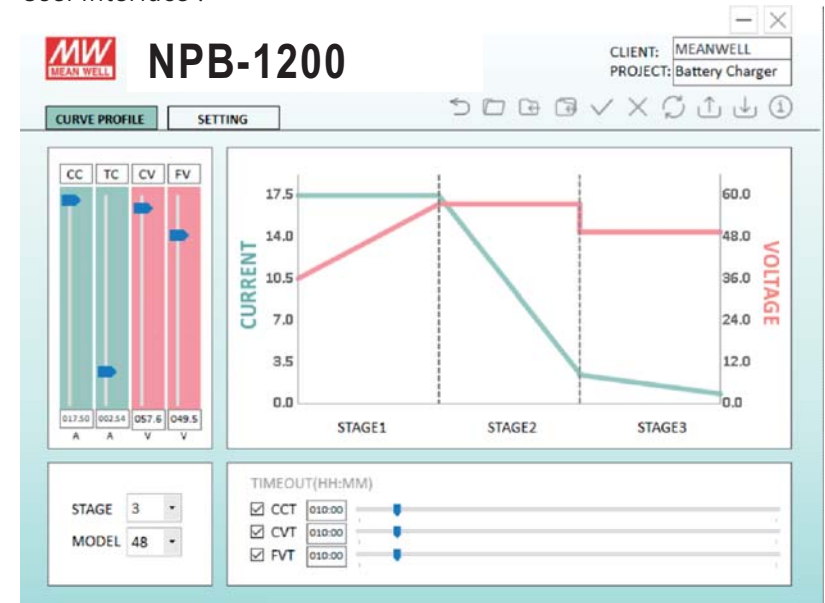 User interface :
MW
MEAN WELL
NPB-1200
CLIENT: MEANWELL
PROJECT: Battery Charger
CURVE PROFILE SETTING
CC TC CV FV
017.50 002.54 057.6 049.5
A A V V
CURRENT
17.5
14.0
10.5
7.0
3.5
0.0
60.0
48.0
36.0
24.0
12.0
0.0
VOLTAGE
STAGE1 STAGE2 STAGE3
STAGE 3
MODEL 48
TIMEOUT(HH:MM)
CCT 010:00
CVT 010:00
FVT 010:00